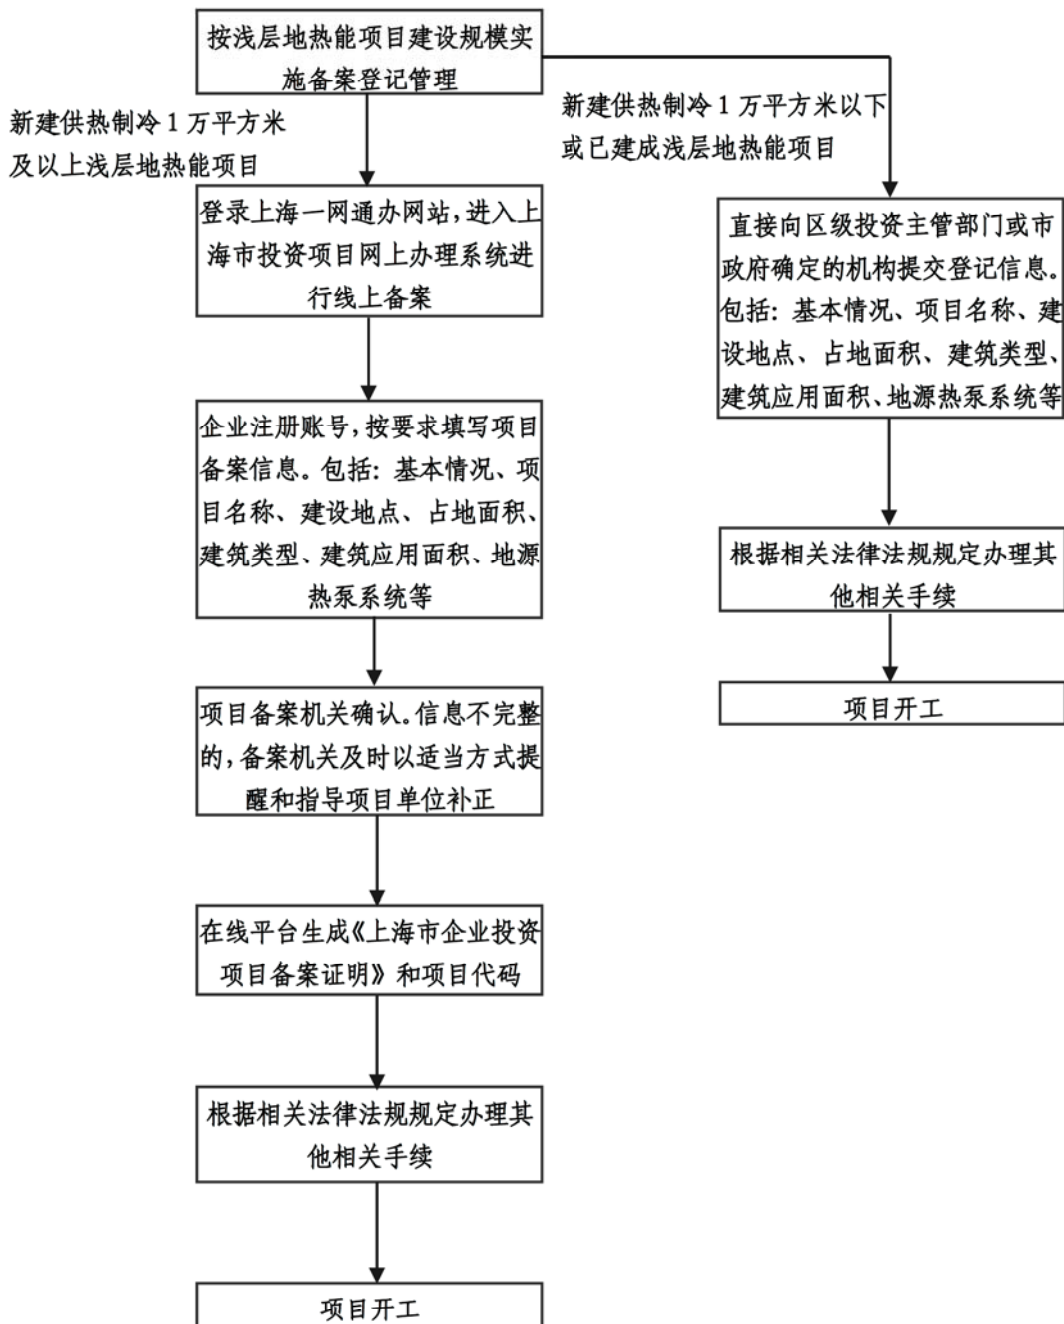 按浅层地热能项目建设规模实
施备案登记管理
新建供热制冷1万平方米
及以上浅层地热能项目
新建供热制冷1万平方米以下
或已建成浅层地热能项目
登录上海一网通办网站，进入上
海市投资项目网上办理系统进
行线上备案
企业注册账号，按要求填写项目
备案信息。包括：基本情况、项
目名称、建设地点、占地面积、
建筑类型、建筑应用面积、地源
热泵系统等
项目备案机关确认。信息不完整
的，备案机关及时以适当方式提
醒和指导项目单位补正
在线平台生成《上海市企业投资
项目备案证明》和项目代码
根据相关法律法规规定办理其
他相关手续
项目开工
直接向区级投资主管部门或市
政府确定的机构提交登记信息。
包括：基本情况、项目名称、建
设地点、占地面积、建筑类型、
建筑应用面积、地源热泵系统等
根据相关法律法规规定办理其
他相关手续
项目开工